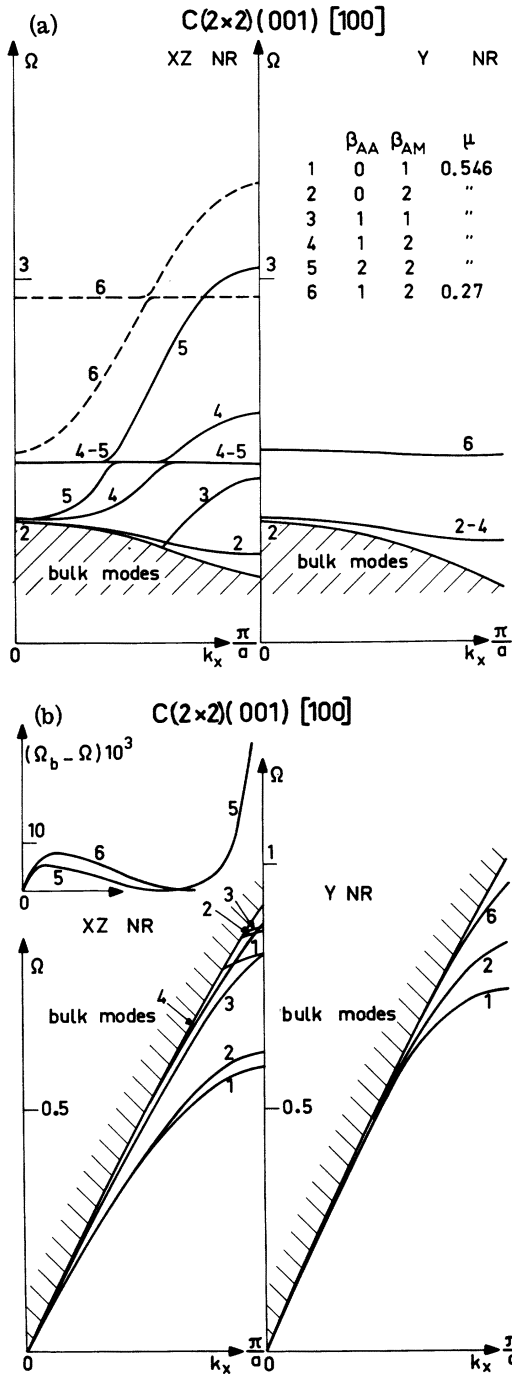 (a) C(2×2)(001) [100]
Ω XZ NR Ω Y NR
β_AA β_AM μ
1 0 1 0.546
2 0 2 "
3 1 1 "
4 1 2 "
5 2 2 "
6 1 2 0.27
3 3
6
5
6
4
4-5 4-5 6
5 4 3
2-4
2 2 2
bulk modes bulk modes
0 k_x π/a 0 k_x π/a
(b) C(2×2)(001) [100]
(Ω_b - Ω)10³ Ω
5
10 6 1
5 3
0 2 Y NR
XZ NR 6
Ω 1
4 3 2
bulk modes bulk modes 1
2
0.5 1 0.5
0 k_x π/a 0 k_x π/a